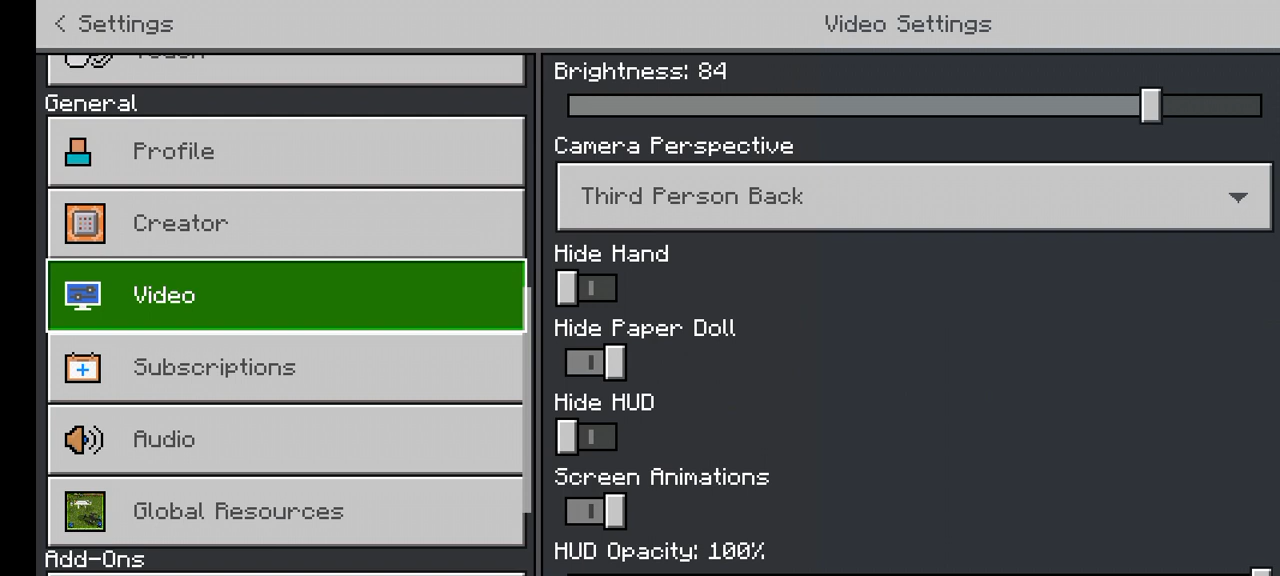 < Settings
Video Settings
Touch
General
Profile
Creator
Video
Subscriptions
Audio
Global Resources
Add-Ons
Brightness: 84
Camera Perspective
Third Person Back
Hide Hand
Hide Paper Doll
Hide HUD
Screen Animations
HUD Opacity: 100%